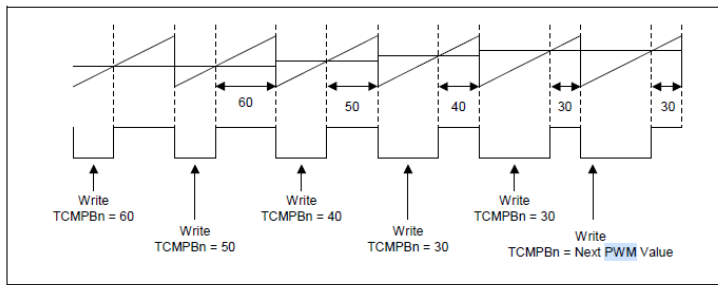 60
50
40
30
30
Write
TCMPBn = 60
Write
TCMPBn = 50
Write
TCMPBn = 40
Write
TCMPBn = 30
Write
TCMPBn = 30
Write
TCMPBn = Next PWM Value